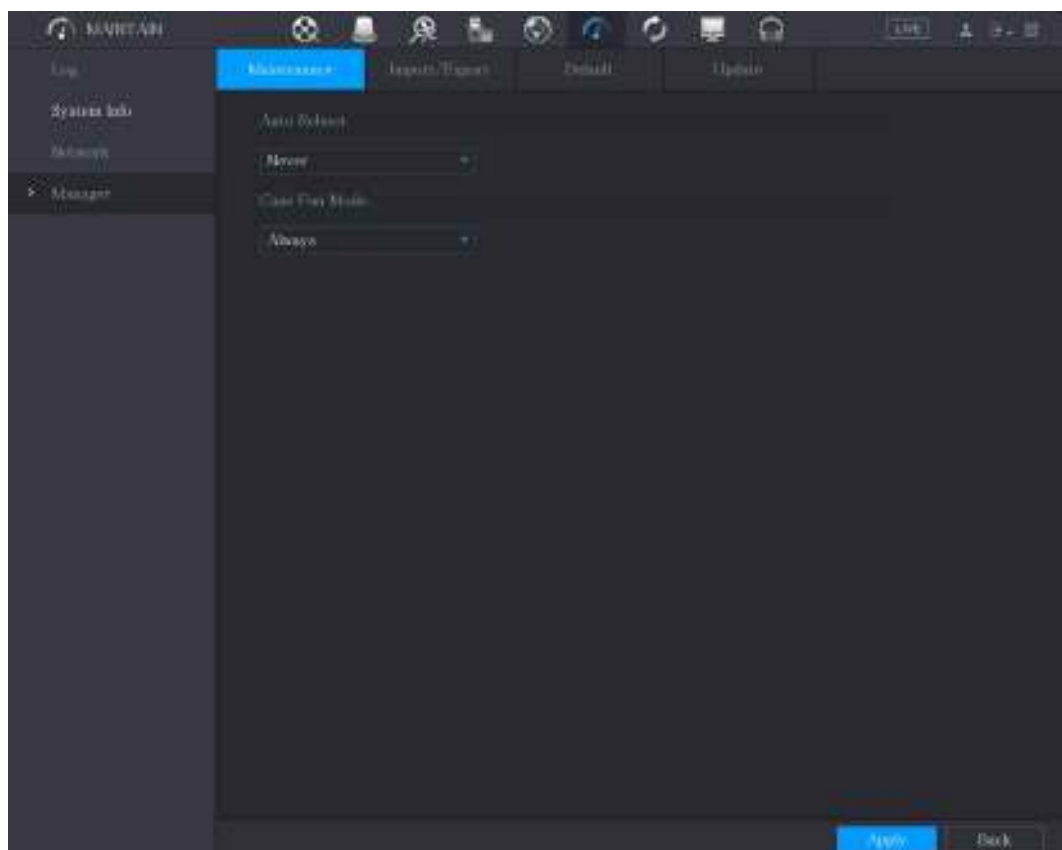 MAINTAIN
LIVE
Log
Maintenance
Import/Export
Default
Update
System Info
Auto Reboot
Network
Never
Manager
Case Fan Mode
Always
Apply
Back